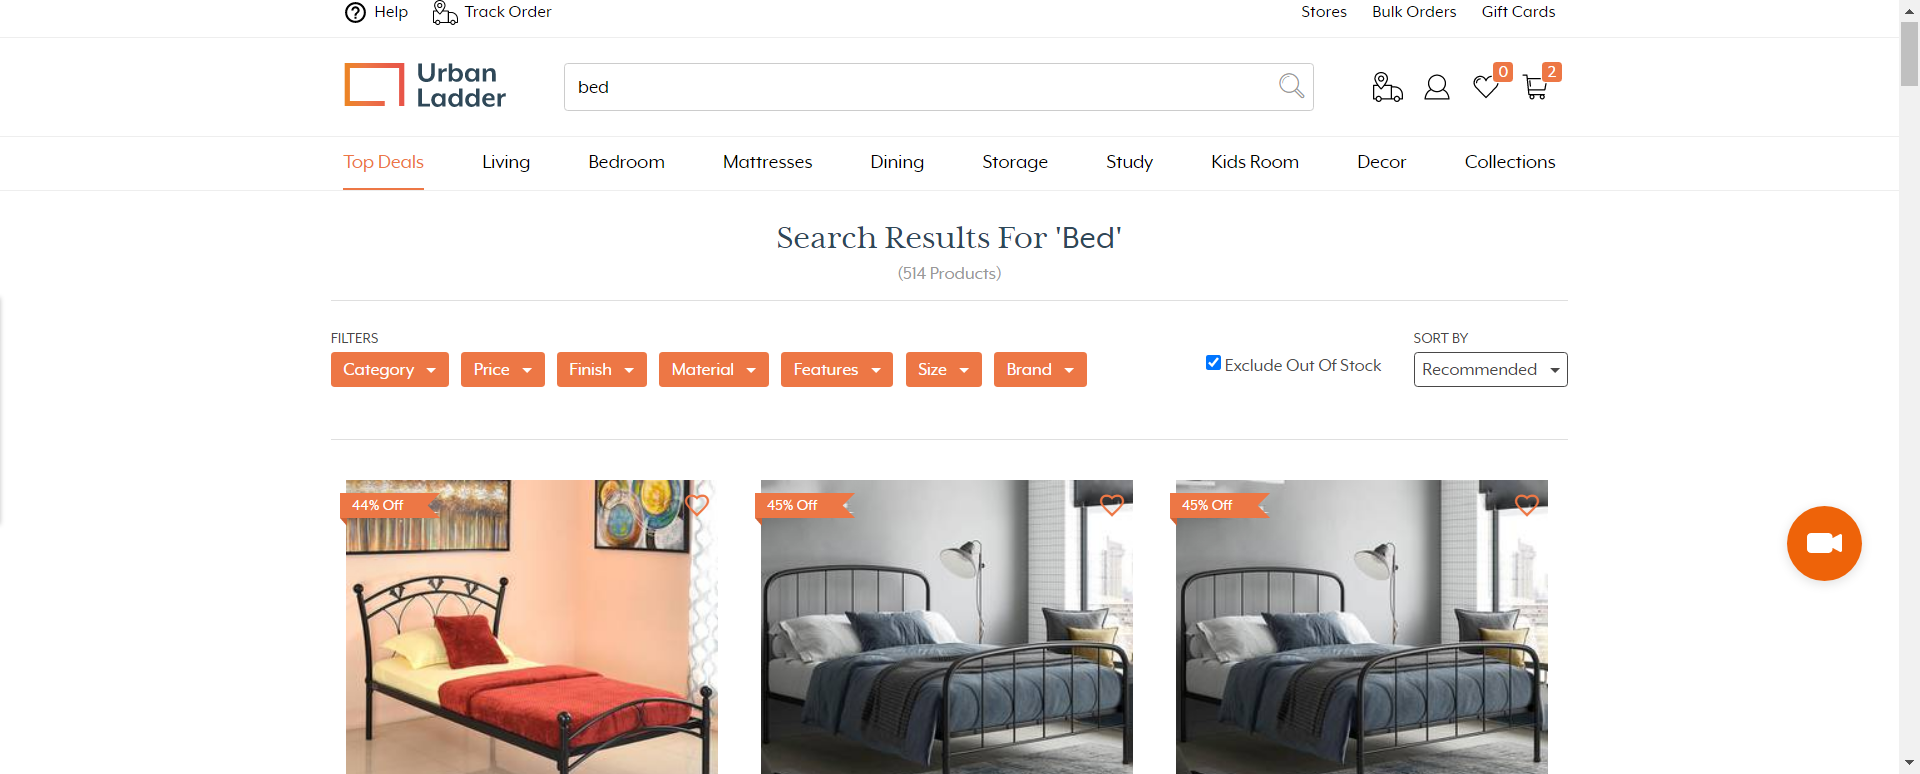 Help Track Order Stores Bulk Orders Gift Cards
Urban
Ladder
bed
0
2
Top Deals Living Bedroom Mattresses Dining Storage Study Kids Room Decor Collections
Search Results For 'Bed'
(514 Products)
FILTERS
SORT BY
Category Price Finish Material Features Size Brand Exclude Out Of Stock Recommended
44% Off 45% Off 45% Off